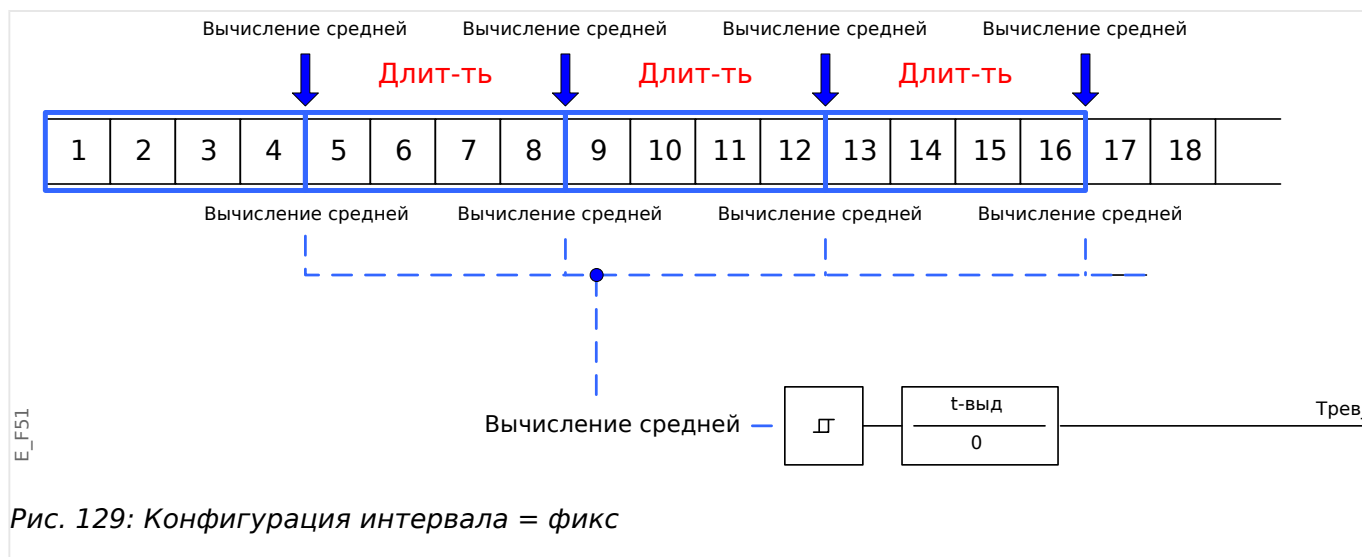 Вычисление средней Вычисление средней Вычисление средней Вычисление средней
Длит-ть Длит-ть Длит-ть
1 2 3 4 5 6 7 8 9 10 11 12 13 14 15 16 17 18
Вычисление средней Вычисление средней Вычисление средней Вычисление средней
t-выд
Вычисление средней
0
E_F51
Рис. 129: Конфигурация интервала = фикс